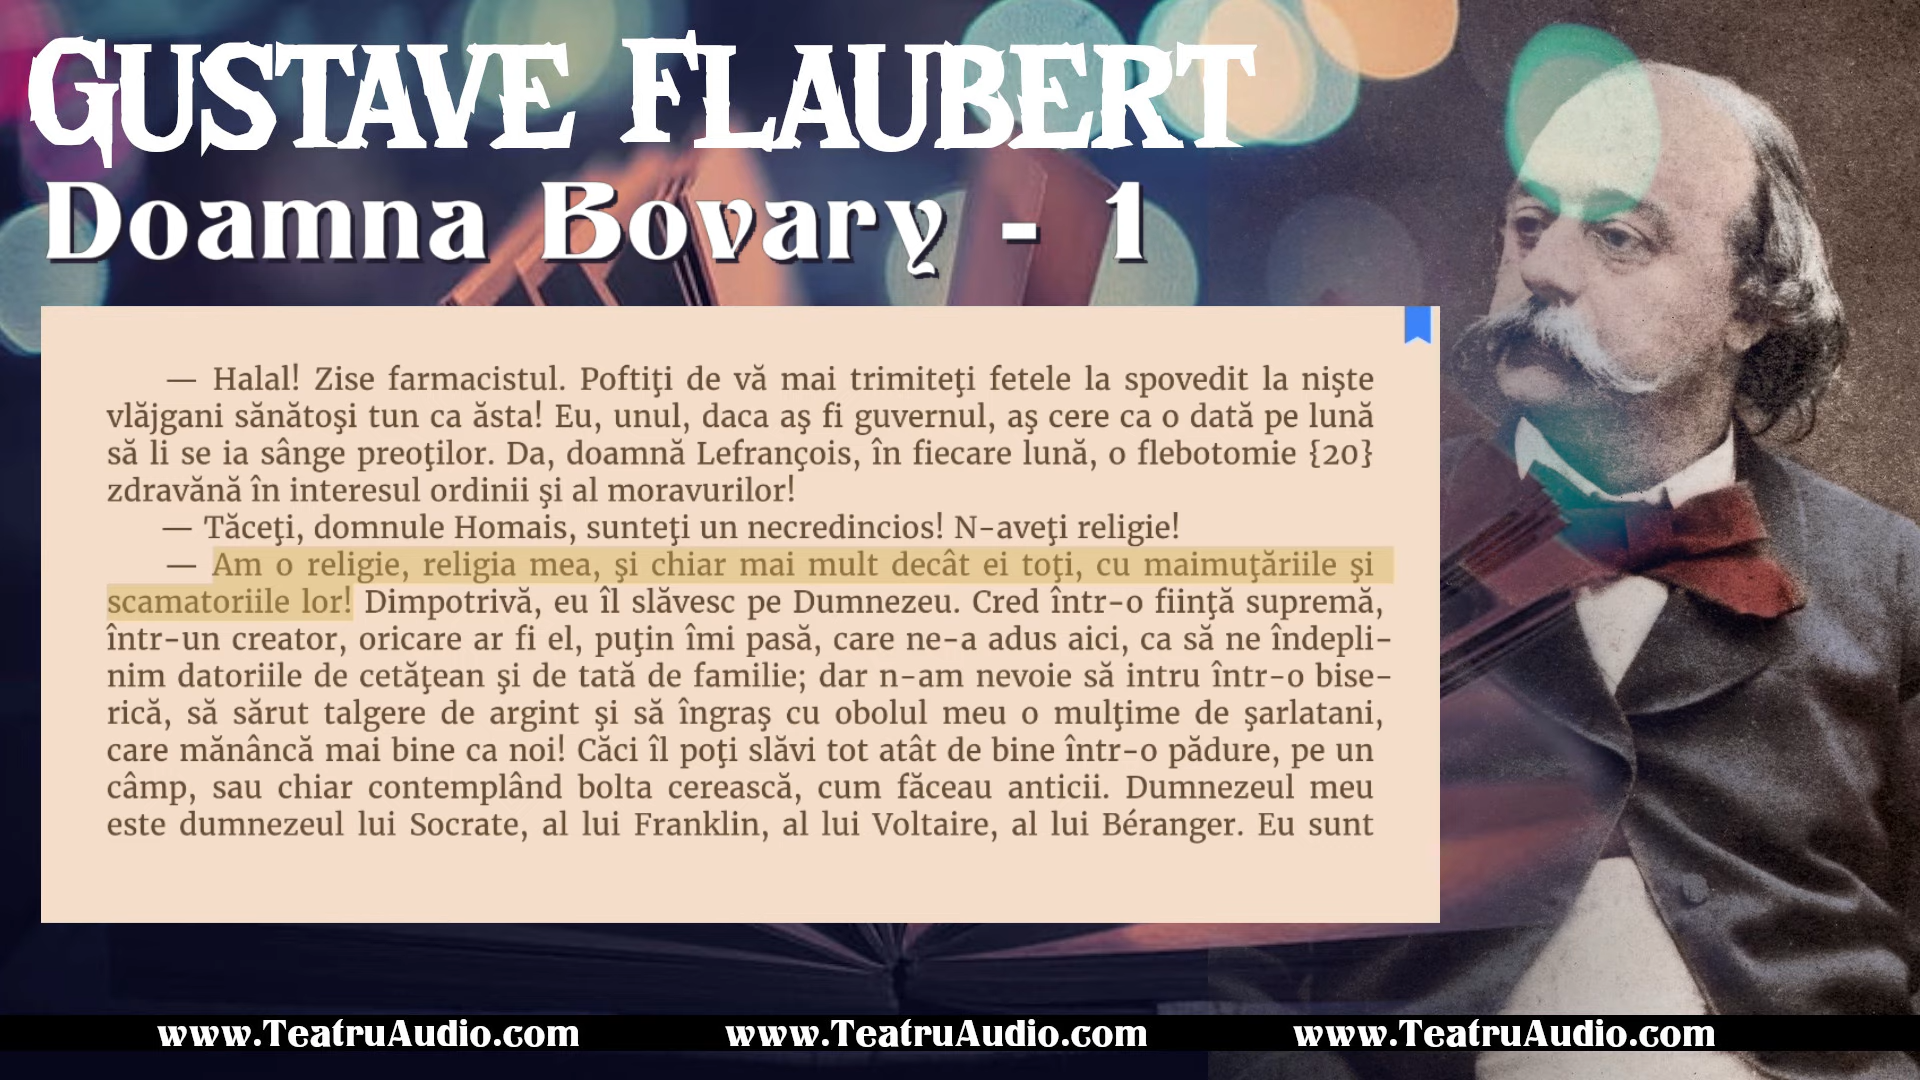 GUSTAVE FLAUBERT
Doamna Bovary - 1
— Halal! Zise farmacistul. Poftiţi de vă mai trimiteţi fetele la spovedit la nişte
vlăjgani sănătoşi tun ca ăsta! Eu, unul, daca aş fi guvernul, aş cere ca o dată pe lună
să li se ia sânge preoţilor. Da, doamnă Lefrançois, în fiecare lună, o flebotomie {20}
zdravănă în interesul ordinii şi al moravurilor!
— Tăceţi, domnule Homais, sunteţi un necredincios! N-aveţi religie!
— Am o religie, religia mea, şi chiar mai mult decât ei toţi, cu maimuţăriile şi
scamatoriile lor! Dimpotrivă, eu îl slăvesc pe Dumnezeu. Cred într-o fiinţă supremă,
într-un creator, oricare ar fi el, puţin îmi pasă, care ne-a adus aici, ca să ne îndepli-
nim datoriile de cetăţean şi de tată de familie; dar n-am nevoie să intru într-o bise-
rică, să sărut talgere de argint şi să îngraş cu obolul meu o mulţime de şarlatani,
care mănâncă mai bine ca noi! Căci îl poţi slăvi tot atât de bine într-o pădure, pe un
câmp, sau chiar contemplând bolta cerească, cum făceau anticii. Dumnezeul meu
este dumnezeul lui Socrate, al lui Franklin, al lui Voltaire, al lui Béranger. Eu sunt
www.TeatruAudio.com www.TeatruAudio.com www.TeatruAudio.com